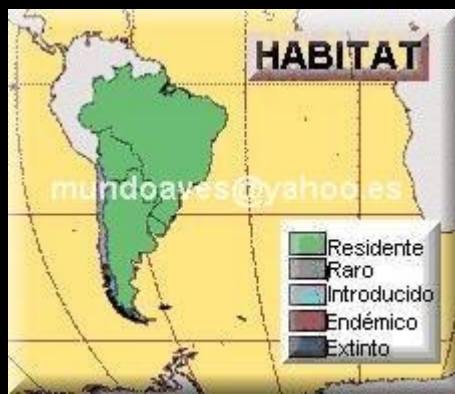 HABITAT
mundoaves@yahoo.es
Residente
Raro
Introducido
Endémico
Extinto